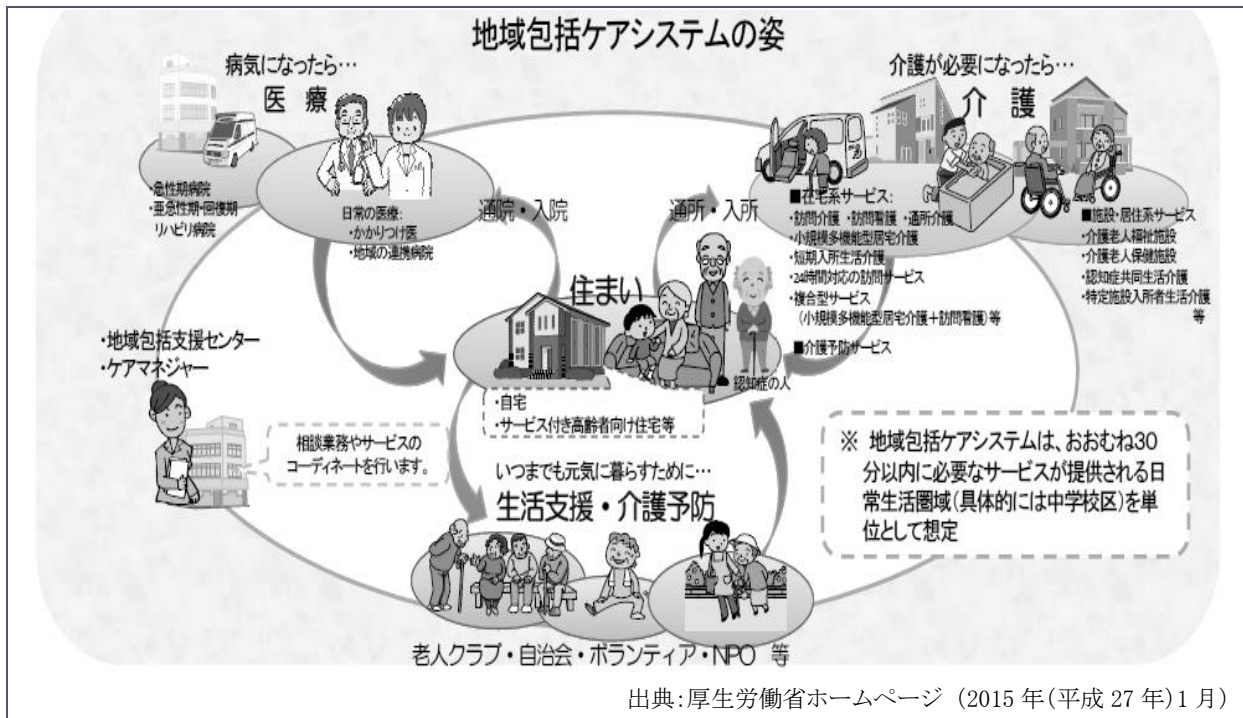 地域包括ケアシステムの姿
病気になったら…
医 療
・急性期病院
・亜急性期・回復期
リハビリ病院
日常の医療:
・かかりつけ医
・地域の連携病院
通院・入院
通所・入所
介護が必要になったら…
介 護
■在宅系サービス:
・訪問介護 ・訪問看護 ・通所介護
・小規模多機能型居宅介護
・短期入所生活介護
・24時間対応の訪問サービス
・複合型サービス
(小規模多機能型居宅介護+訪問看護)等
■介護予防サービス
■施設・居住系サービス
・介護老人福祉施設
・介護老人保健施設
・認知症共同生活介護
・特定施設入所者生活介護
等
住まい
認知症の人
・自宅
・サービス付き高齢者向け住宅等
・地域包括支援センター
・ケアマネジャー
相談業務やサービスの
コーディネートを行います。
いつまでも元気に暮らすために…
生活支援・介護予防
老人クラブ・自治会・ボランティア・NPO 等
※ 地域包括ケアシステムは、おおむね30
分以内に必要なサービスが提供される日
常生活圏域(具体的には中学校区)を単
位として想定
出典:厚生労働省ホームページ (2015 年(平成 27 年)1 月)